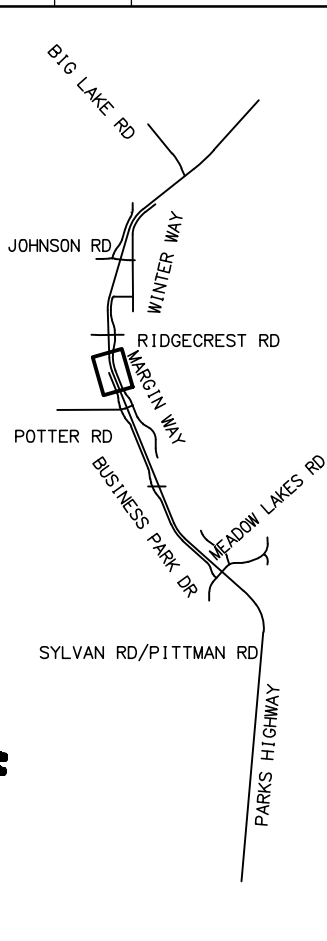 BIG LAKE RD
JOHNSON RD
WINTER WAY
RIDGECREST RD
MARGIN WAY
POTTER RD
BUSINESS PARK DR
MEADOW LAKES RD
SYLVAN RD/PITTMAN RD
PARKS HIGHWAY